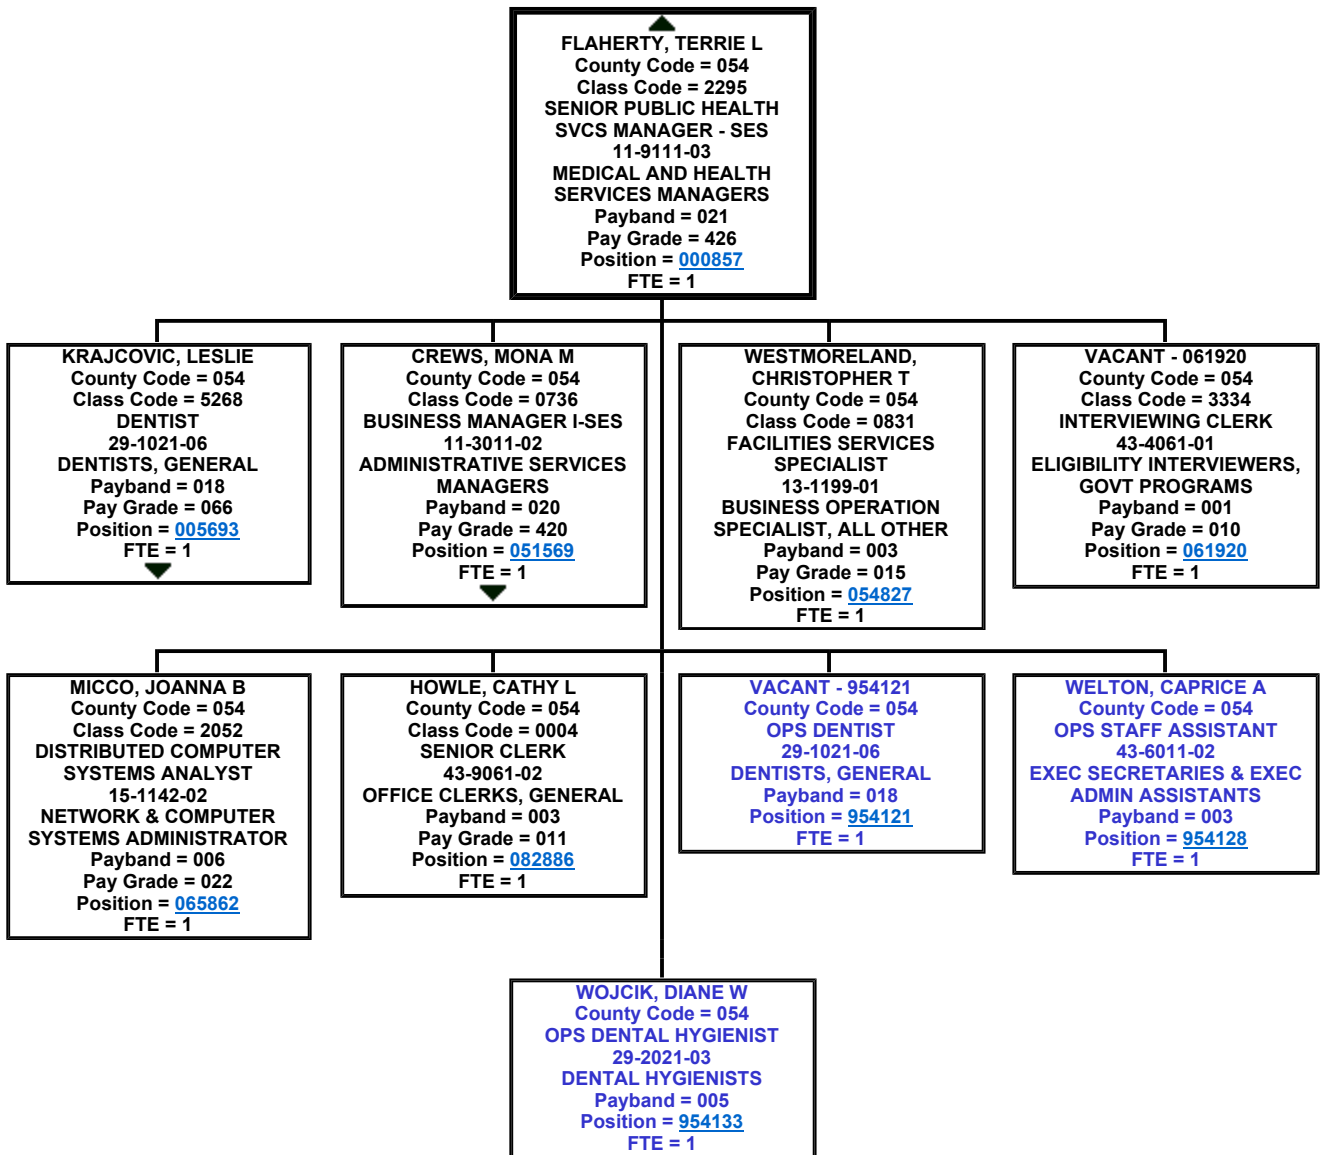 FLAHERTY, TERRIE L
County Code = 054
Class Code = 2295
SENIOR PUBLIC HEALTH
SVCS MANAGER - SES
11-9111-03
MEDICAL AND HEALTH
SERVICES MANAGERS
Payband = 021
Pay Grade = 426
Position = 000857
FTE = 1
KRAJCOVIC, LESLIE
County Code = 054
Class Code = 5268
DENTIST
29-1021-06
DENTISTS, GENERAL
Payband = 018
Pay Grade = 066
Position = 005693
FTE = 1
CREWS, MONA M
County Code = 054
Class Code = 0736
BUSINESS MANAGER I-SES
11-3011-02
ADMINISTRATIVE SERVICES
MANAGERS
Payband = 020
Pay Grade = 420
Position = 051569
FTE = 1
WESTMORELAND,
CHRISTOPHER T
County Code = 054
Class Code = 0831
FACILITIES SERVICES
SPECIALIST
13-1199-01
BUSINESS OPERATION
SPECIALIST, ALL OTHER
Payband = 003
Pay Grade = 015
Position = 054827
FTE = 1
VACANT - 061920
County Code = 054
Class Code = 3334
INTERVIEWING CLERK
43-4061-01
ELIGIBILITY INTERVIEWERS,
GOVT PROGRAMS
Payband = 001
Pay Grade = 010
Position = 061920
FTE = 1
MICCO, JOANNA B
County Code = 054
Class Code = 2052
DISTRIBUTED COMPUTER
SYSTEMS ANALYST
15-1142-02
NETWORK & COMPUTER
SYSTEMS ADMINISTRATOR
Payband = 006
Pay Grade = 022
Position = 065862
FTE = 1
HOWLE, CATHY L
County Code = 054
Class Code = 0004
SENIOR CLERK
43-9061-02
OFFICE CLERKS, GENERAL
Payband = 003
Pay Grade = 011
Position = 082886
FTE = 1
VACANT - 954121
County Code = 054
OPS DENTIST
29-1021-06
DENTISTS, GENERAL
Payband = 018
Position = 954121
FTE = 1
WELTON, CAPRICE A
County Code = 054
OPS STAFF ASSISTANT
43-6011-02
EXEC SECRETARIES & EXEC
ADMIN ASSISTANTS
Payband = 003
Position = 954128
FTE = 1
WOJCIK, DIANE W
County Code = 054
OPS DENTAL HYGIENIST
29-2021-03
DENTAL HYGIENISTS
Payband = 005
Position = 954133
FTE = 1